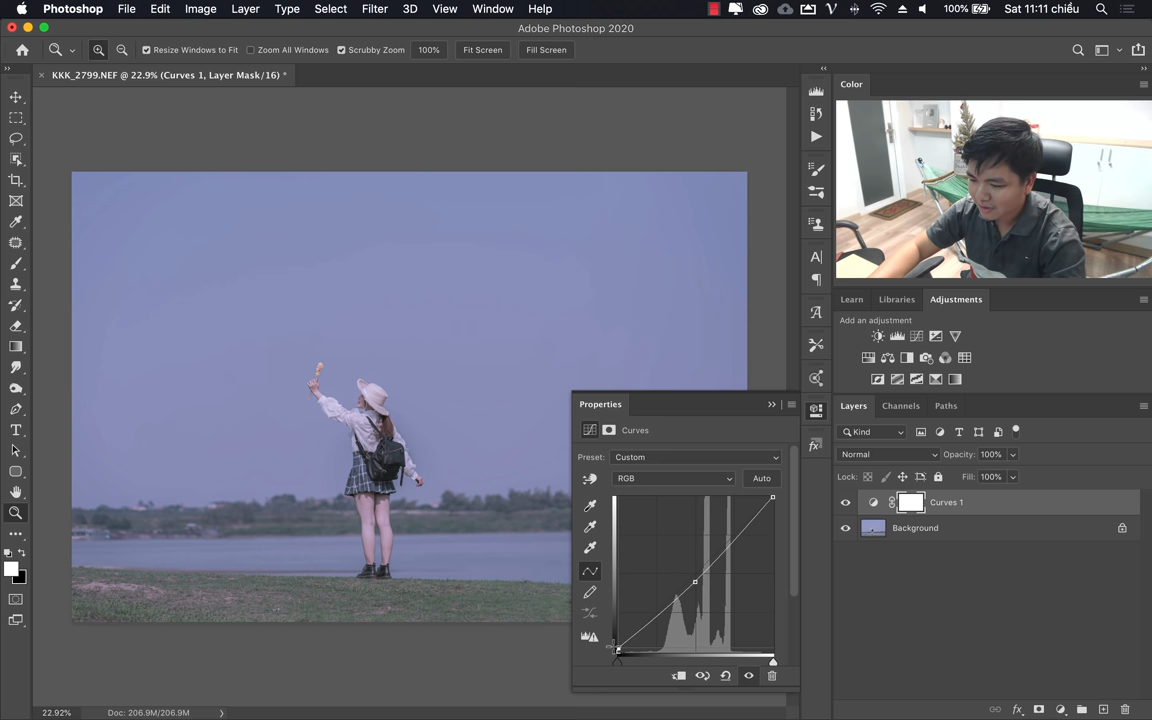 Photoshop File Edit Image Layer Type Select Filter 3D View Window Help 100% Sat 11:11 chiều
Adobe Photoshop 2020
Resize Windows to Fit Zoom All Windows Scrubby Zoom 100% Fit Screen Fill Screen
KKK_2799.NEF @ 22.9% (Curves 1, Layer Mask/16) *
Color
Learn Libraries Adjustments
Add an adjustment
Properties
Curves
Preset: Custom
RGB Auto
Layers Channels Paths
Kind
Normal Opacity: 100%
Lock: Fill: 100%
Curves 1
Background
22.92% Doc: 206.9M/206.9M